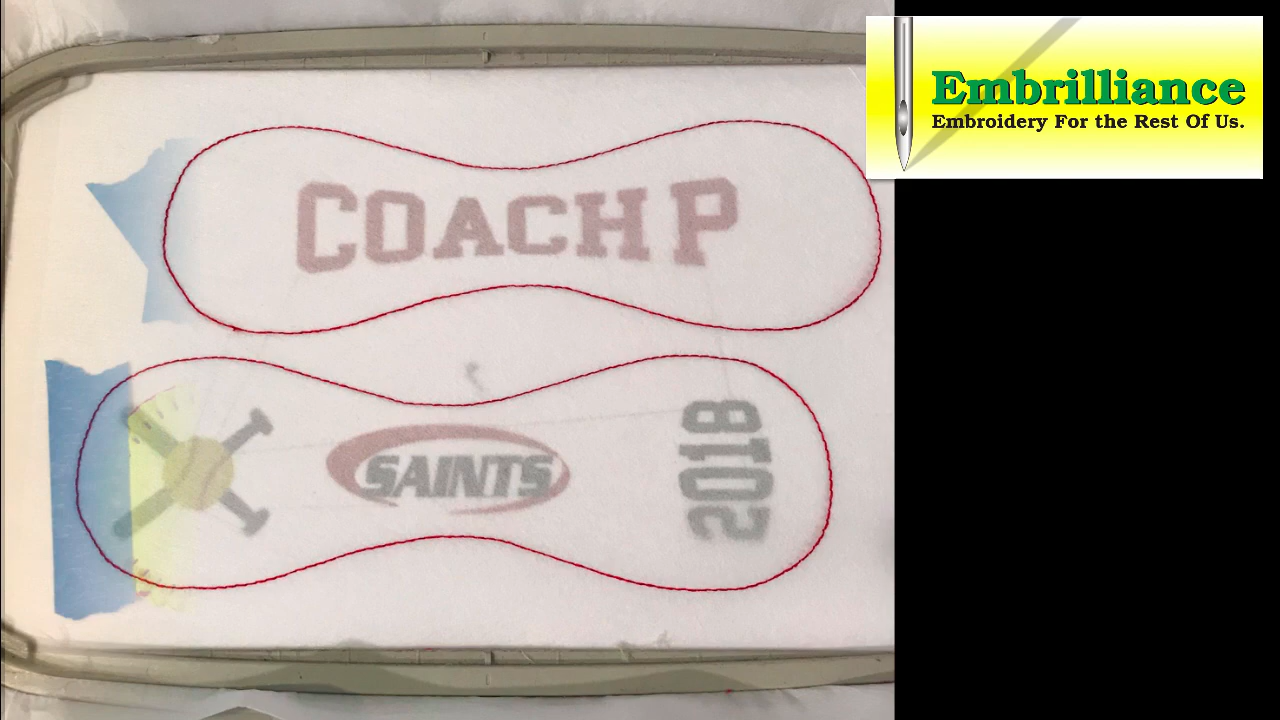 Embrilliance
Embroidery For the Rest Of Us.
COACH P
SAINTS
2018